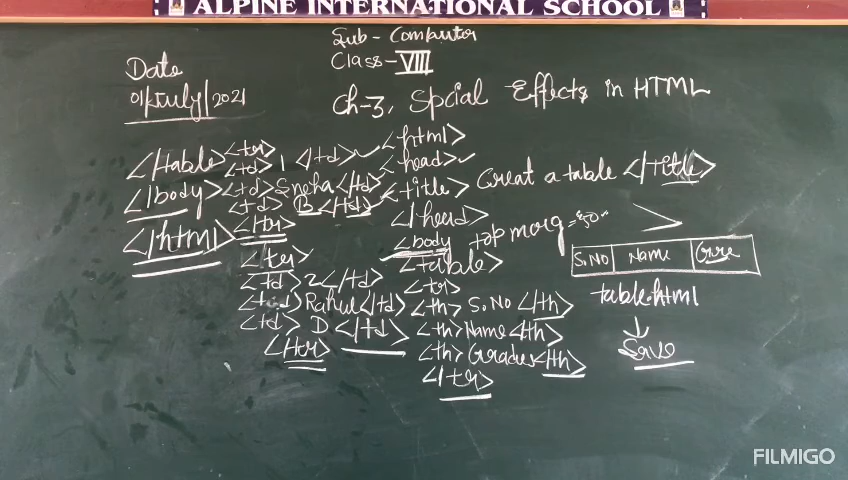 ALPINE INTERNATIONAL SCHOOL
Sub - Computor
Class - VIII
Date
01/July/2021
Ch-3, Spcial Effects in HTML
<html>
<head>
<title> Creat a table </title>
</head>
<body top marg = "50"
<table>
<tr>
<th> S.No </th>
<th> Name </th>
<th> Grades </th>
</tr>
<tr>
<td> 1 </td>
<td> Sneha </td>
<td> B </td>
</tr>
<tr>
<td> 2 </td>
<td> Rahul </td>
<td> D </td>
</tr>
</table>
</body>
</html>
S.No Name
table.html
Save
FILMIGO